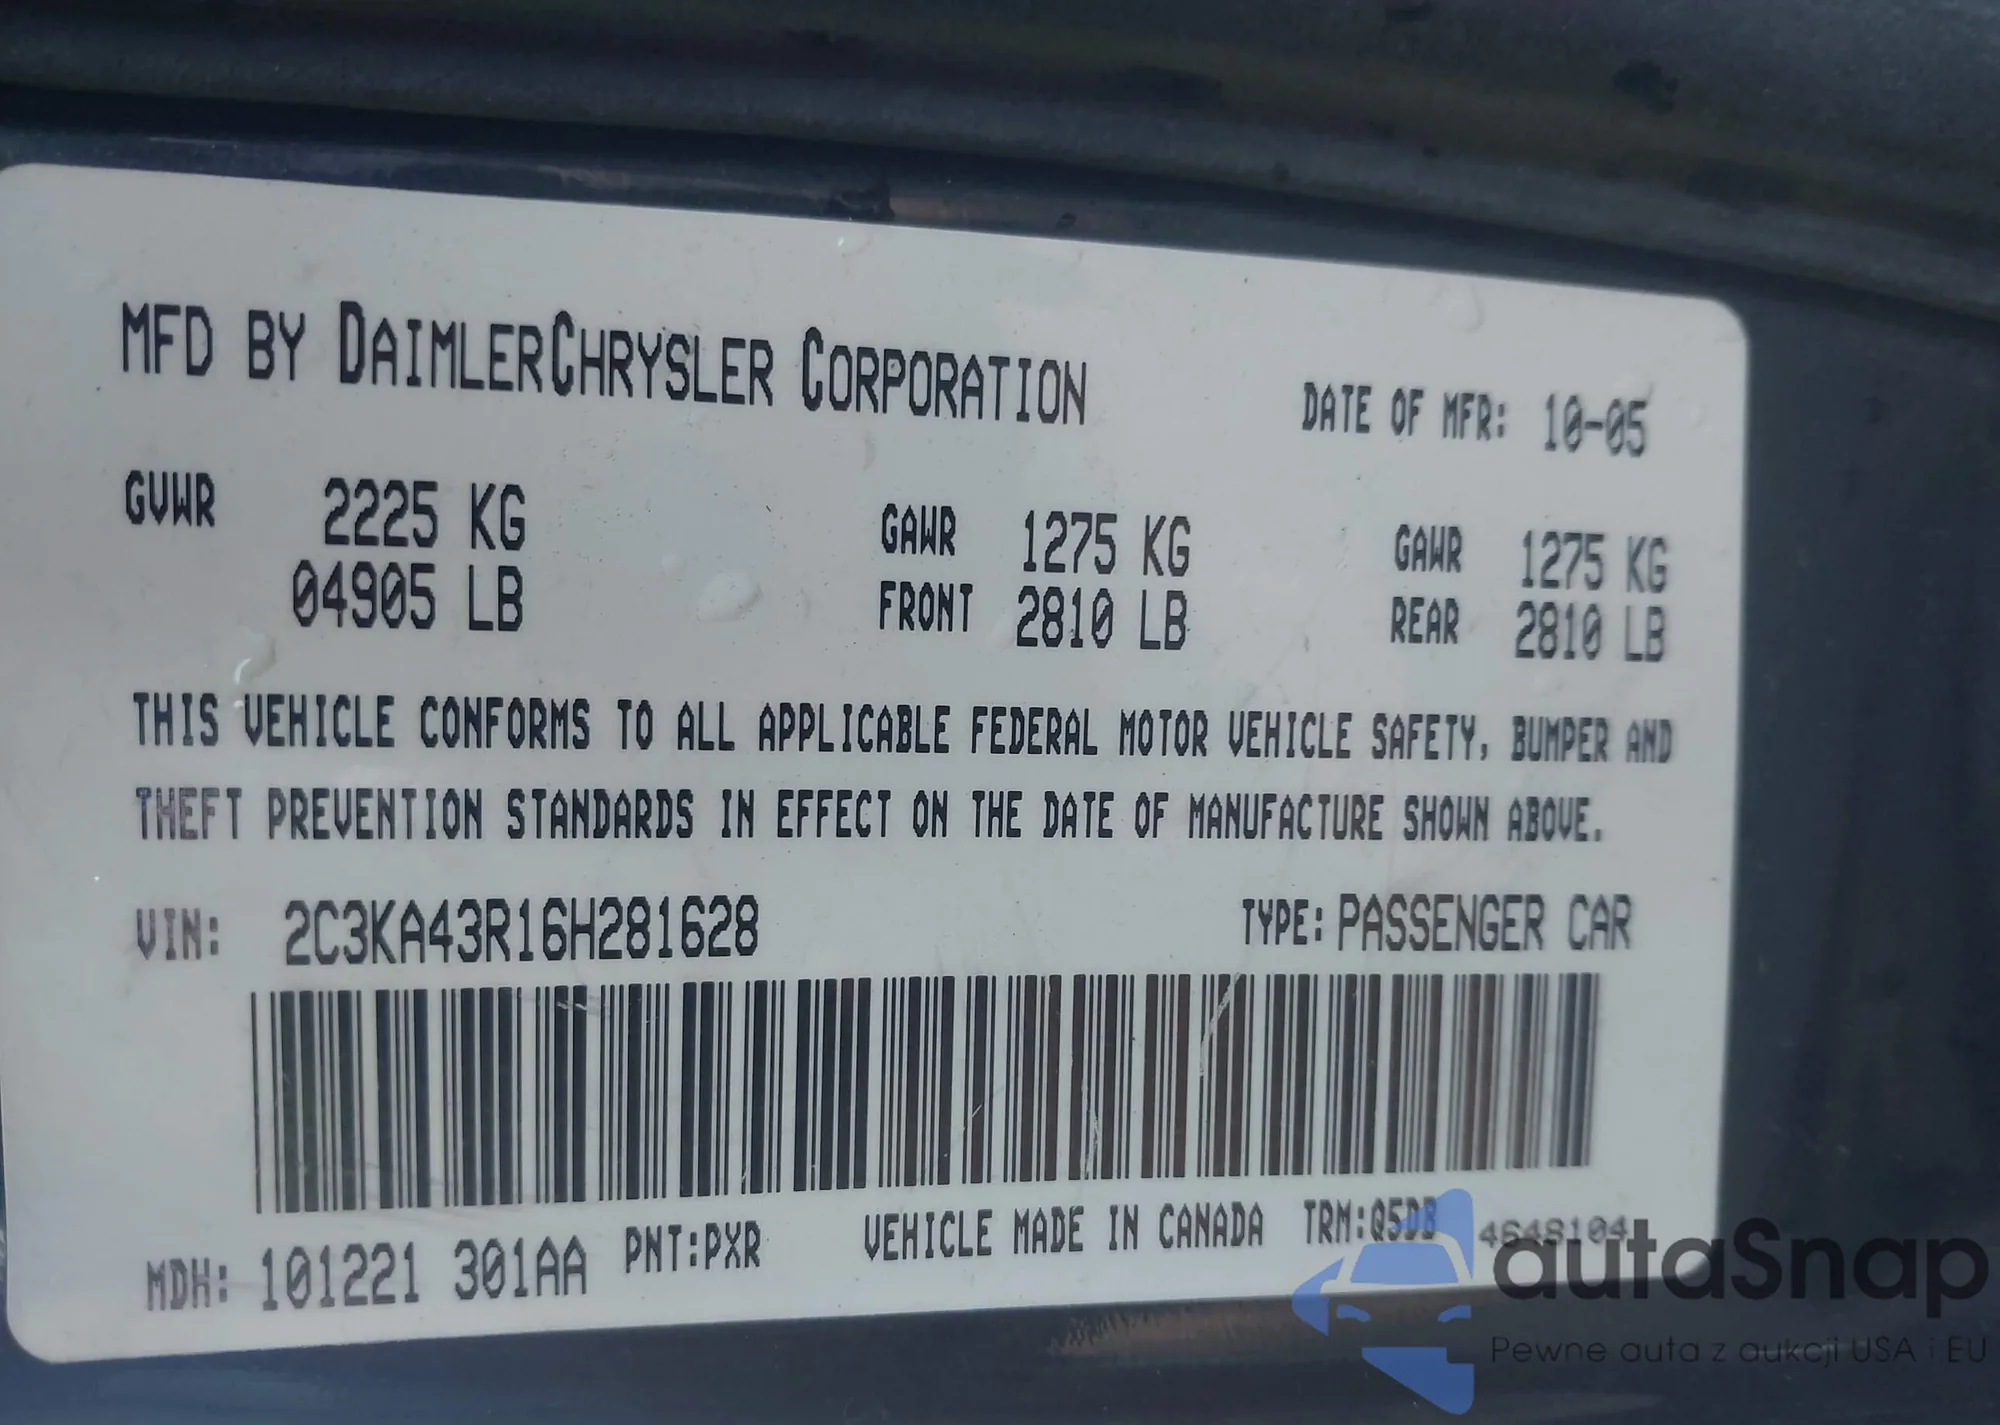 MFD BY DAIMLERCHRYSLER CORPORATION DATE OF MFR: 10-05
GVWR 2225 KG GAWR 1275 KG GAWR 1275 KG
04905 LB FRONT 2810 LB REAR 2810 LB
THIS VEHICLE CONFORMS TO ALL APPLICABLE FEDERAL MOTOR VEHICLE SAFETY, BUMPER AND
THEFT PREVENTION STANDARDS IN EFFECT ON THE DATE OF MANUFACTURE SHOWN ABOVE.
VIN: 2C3KA43R16H281628 TYPE: PASSENGER CAR
MDH: 101221 301AA PNT:PXR VEHICLE MADE IN CANADA TRM:Q5DB 4648104
autaSnap
Pewne auta z aukcji USA i EU